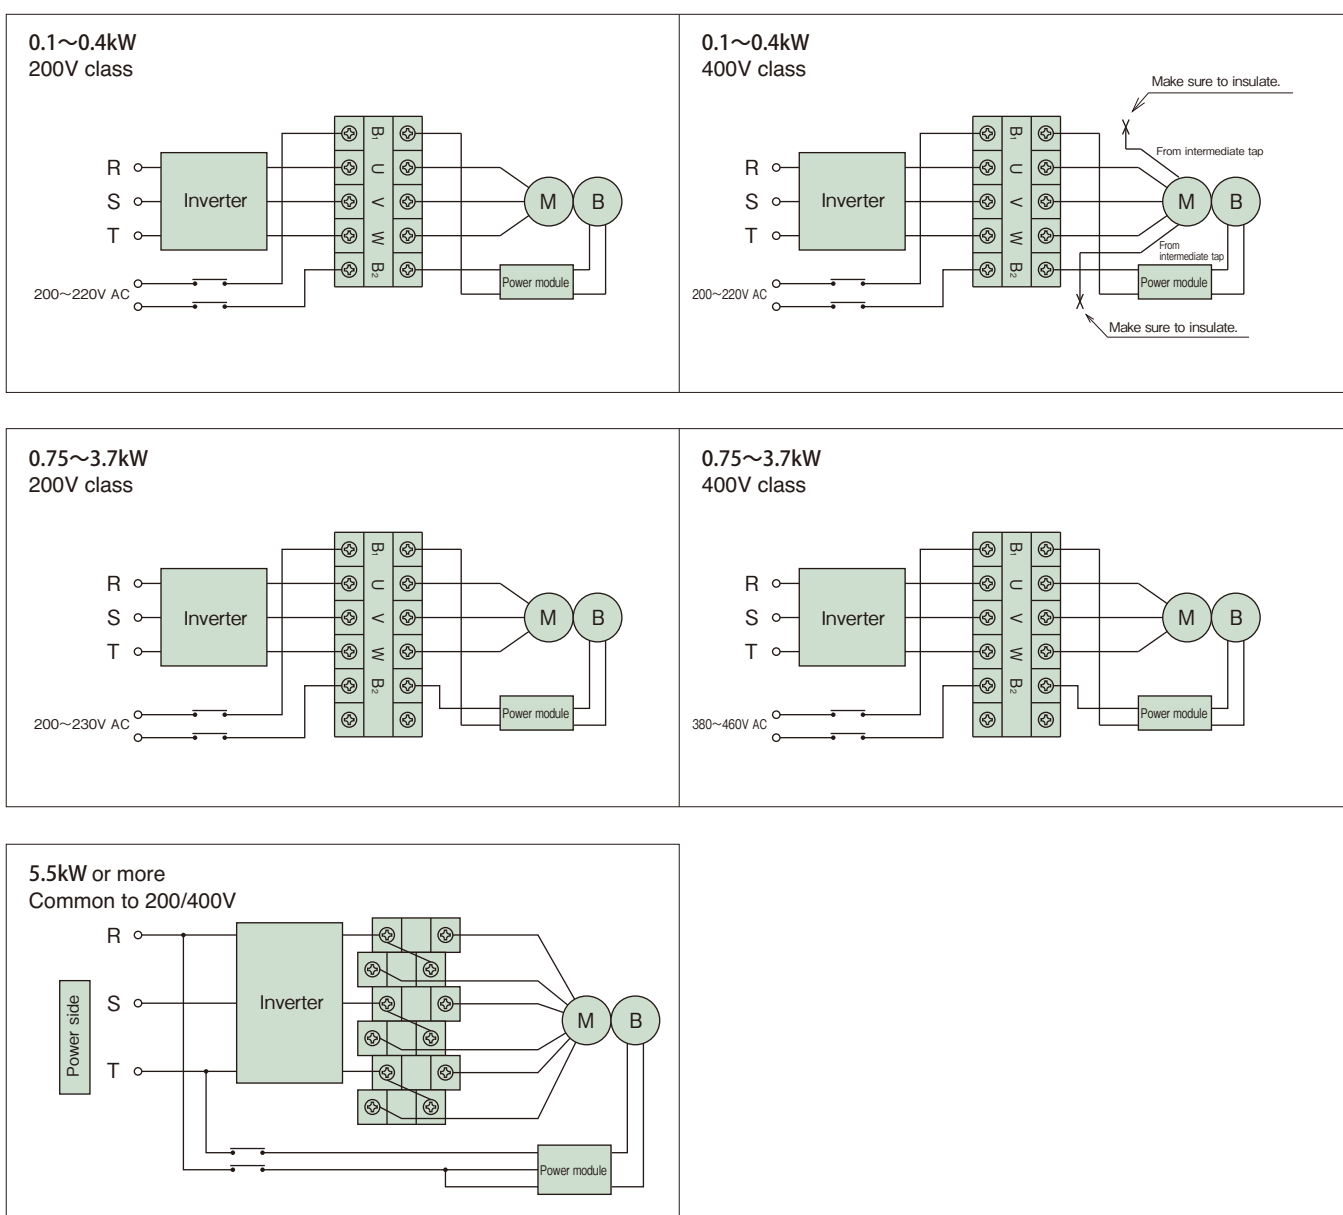 0.1～0.4kW
200V class
R
S
T
Inverter
200～220V AC
B1
U
V
W
B2
M
B
Power module
0.1～0.4kW
400V class
Make sure to insulate.
From intermediate tap
R
S
T
Inverter
200～220V AC
B1
U
V
W
B2
M
B
From
intermediate tap
Power module
Make sure to insulate.
0.75～3.7kW
200V class
R
S
T
Inverter
200～230V AC
B1
U
V
W
B2
M
B
Power module
0.75～3.7kW
400V class
R
S
T
Inverter
380～460V AC
B1
U
V
W
B2
M
B
Power module
5.5kW or more
Common to 200/400V
Power side
R
S
T
Inverter
M
B
Power module